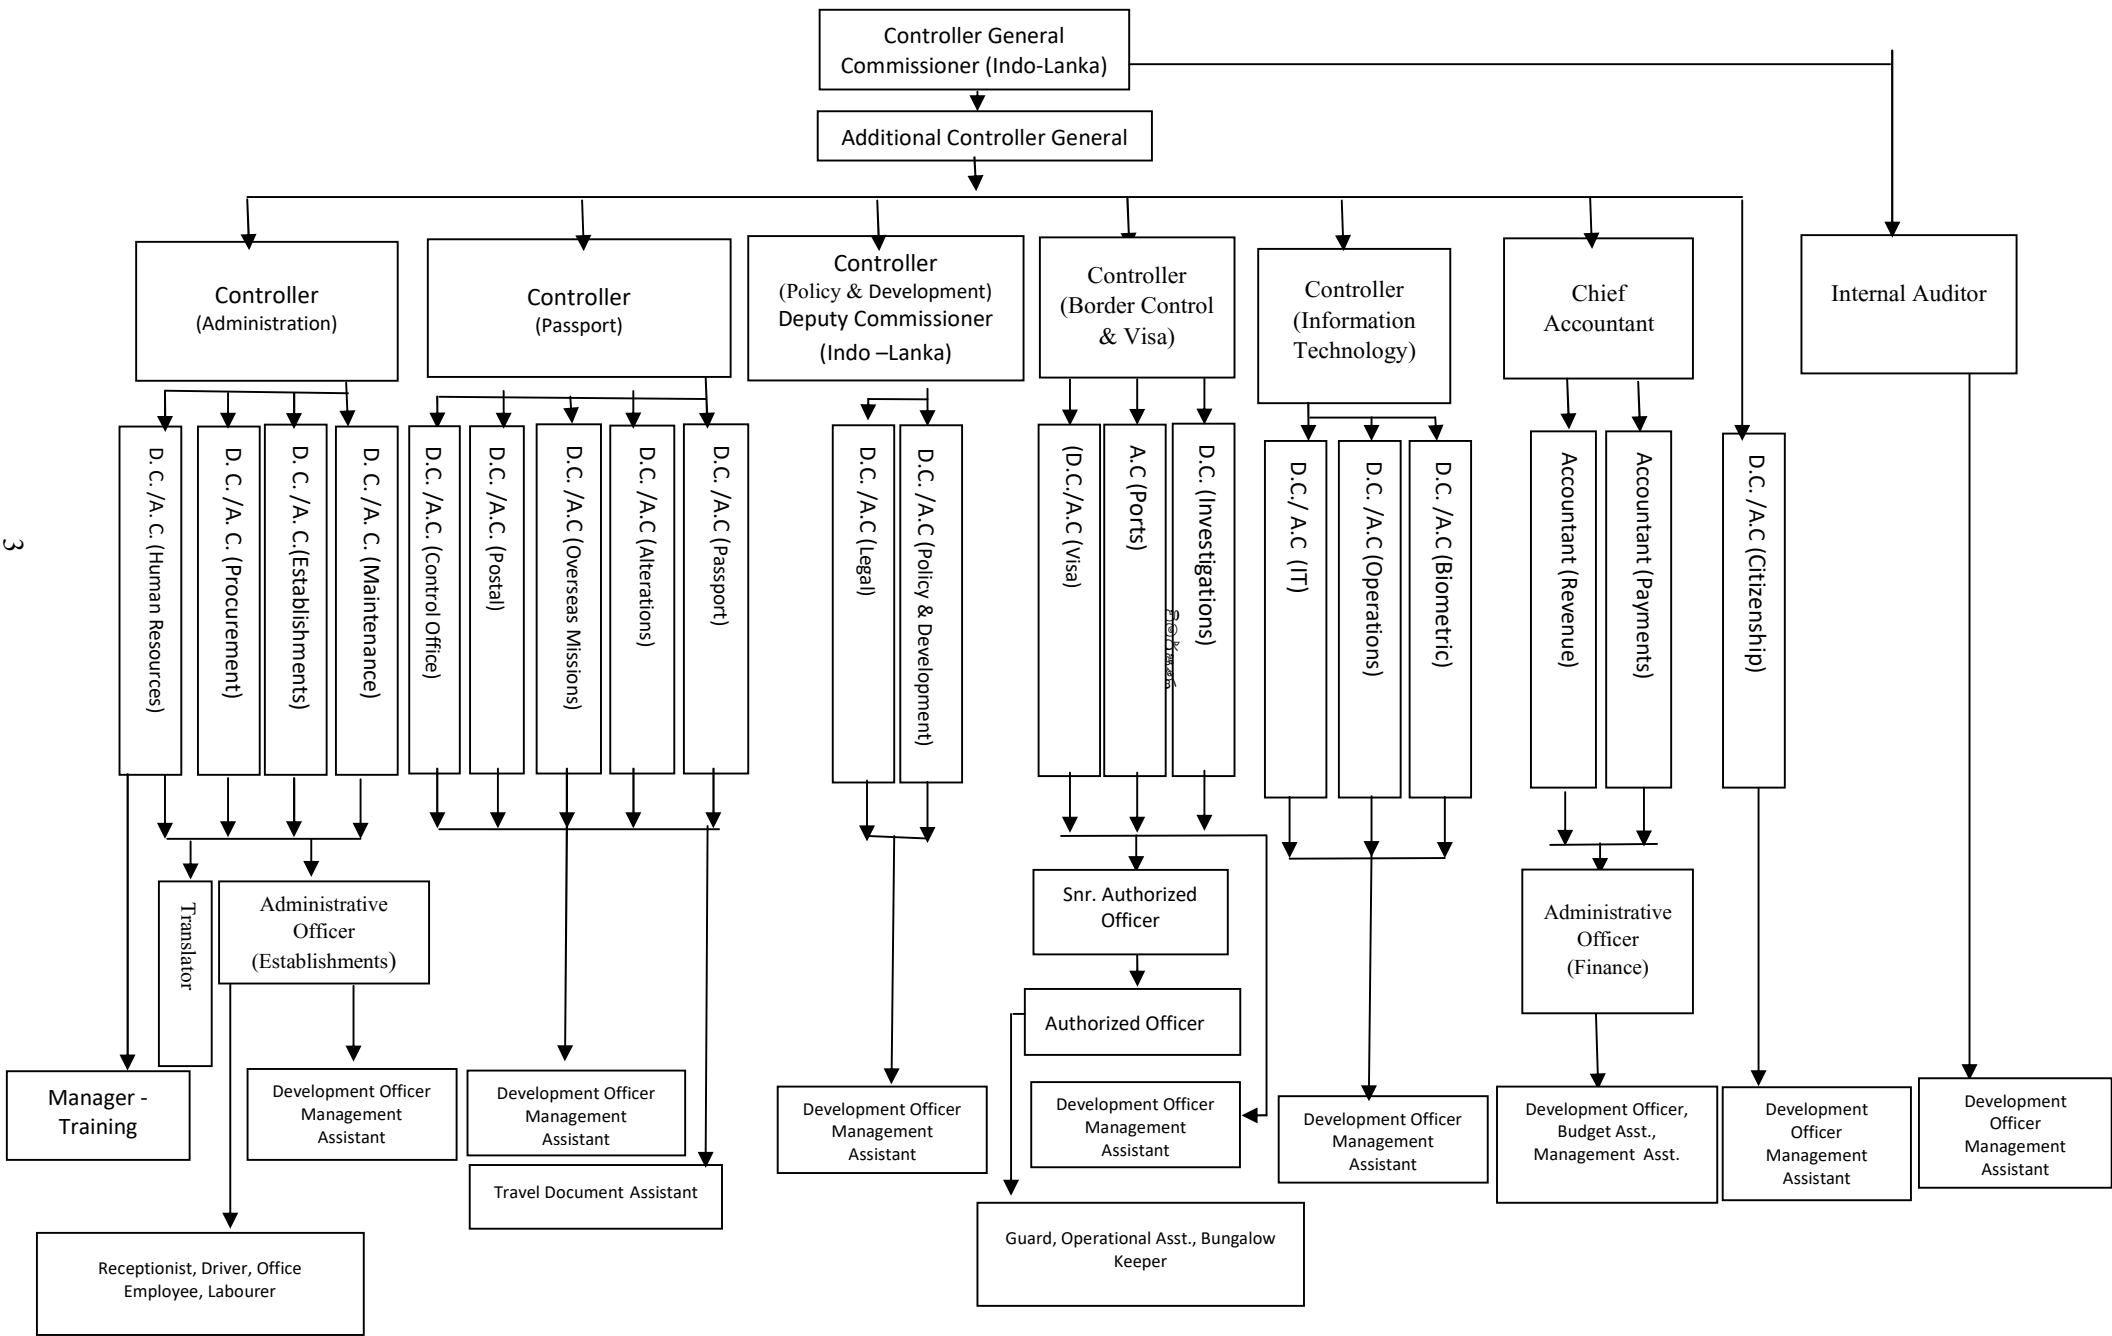 Controller General
Commissioner (Indo-Lanka)
Additional Controller General
Controller
(Administration)
Controller
(Passport)
Controller
(Policy & Development)
Deputy Commissioner
(Indo –Lanka)
Controller
(Border Control
& Visa)
Controller
(Information
Technology)
Chief
Accountant
Internal Auditor
D. C. /A. C. (Human Resources)
D. C. /A. C. (Procurement)
D. C. /A. C.(Establishments)
D. C. /A. C. (Maintenance)
D.C. /A.C. (Control Office)
D.C. /A.C. (Postal)
D.C. /A.C (Overseas Missions)
D.C. /A.C (Alterations)
D.C. /A.C (Passport)
D.C. /A.C (Legal)
D.C. /A.C (Policy & Development)
(D.C./A.C (Visa)
A.C (Ports)
D.C. (Investigations)
D.C./ A.C (IT)
D.C. /A.C (Operations)
D.C. /A.C (Biometric)
Accountant (Revenue)
Accountant (Payments)
D.C. /A.C (Citizenship)
3
Translator
Administrative
Officer
(Establishments)
Snr. Authorized
Officer
Administrative
Officer
(Finance)
Authorized Officer
Manager -
Training
Development Officer
Management
Assistant
Development Officer
Management
Assistant
Travel Document Assistant
Development Officer
Management
Assistant
Development Officer
Management
Assistant
Development Officer
Management
Assistant
Development Officer,
Budget Asst.,
Management Asst.
Development
Officer
Management
Assistant
Development
Officer
Management
Assistant
Guard, Operational Asst., Bungalow
Keeper
Receptionist, Driver, Office
Employee, Labourer